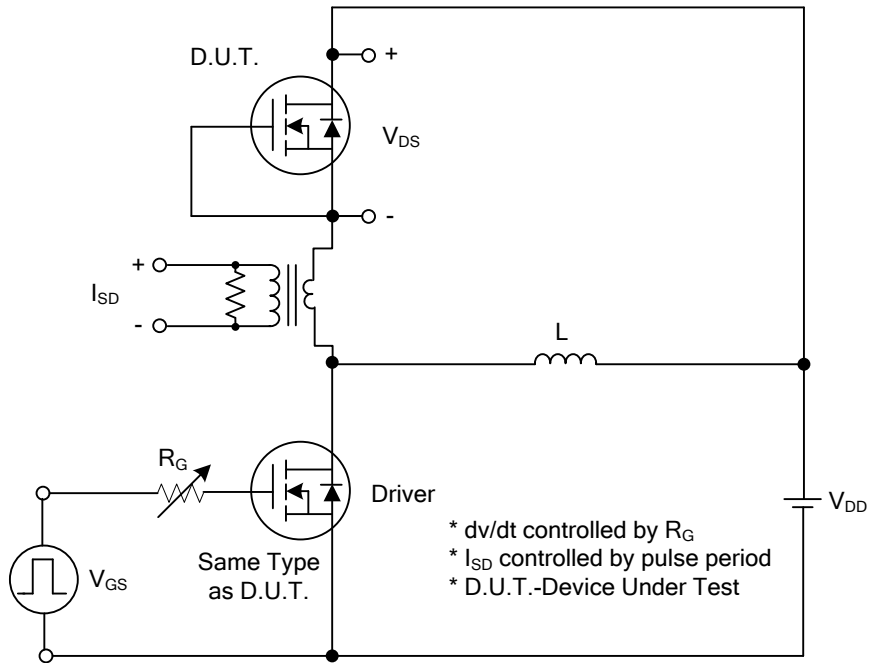 D.U.T.
+
V_DS
-
+
I_SD
-
L
R_G
Driver
V_DD
Same Type
as D.U.T.
V_GS
* dv/dt controlled by R_G
* I_SD controlled by pulse period
* D.U.T.-Device Under Test